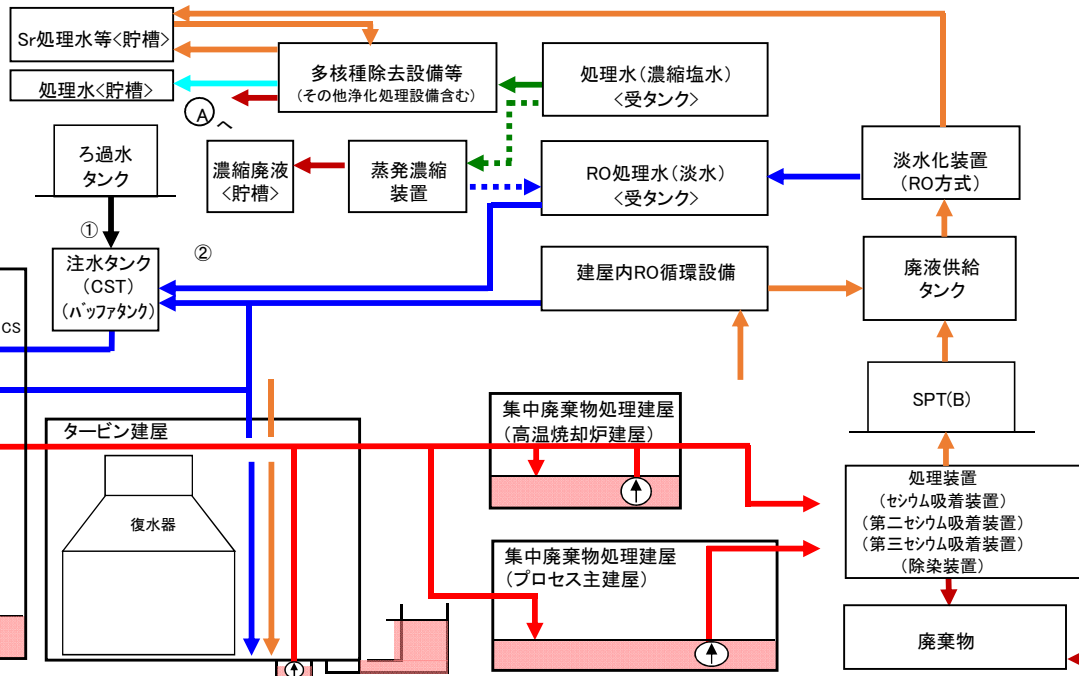 Sr処理水等<貯槽>
処理水<貯槽>
多核種除去設備等
(その他浄化処理設備含む)
処理水(濃縮塩水)
<受タンク>
A
へ
ろ過水
タンク
濃縮廃液
<貯槽>
蒸発濃縮
装置
RO処理水(淡水)
<受タンク>
淡水化装置
(RO方式)
①
②
注水タンク
(CST)
(バッファタンク)
建屋内RO循環設備
廃液供給
タンク
CS
SPT(B)
タービン建屋
復水器
集中廃棄物処理建屋
(高温焼却炉建屋)
集中廃棄物処理建屋
(プロセス主建屋)
処理装置
(セシウム吸着装置)
(第二セシウム吸着装置)
(第三セシウム吸着装置)
(除染装置)
廃棄物